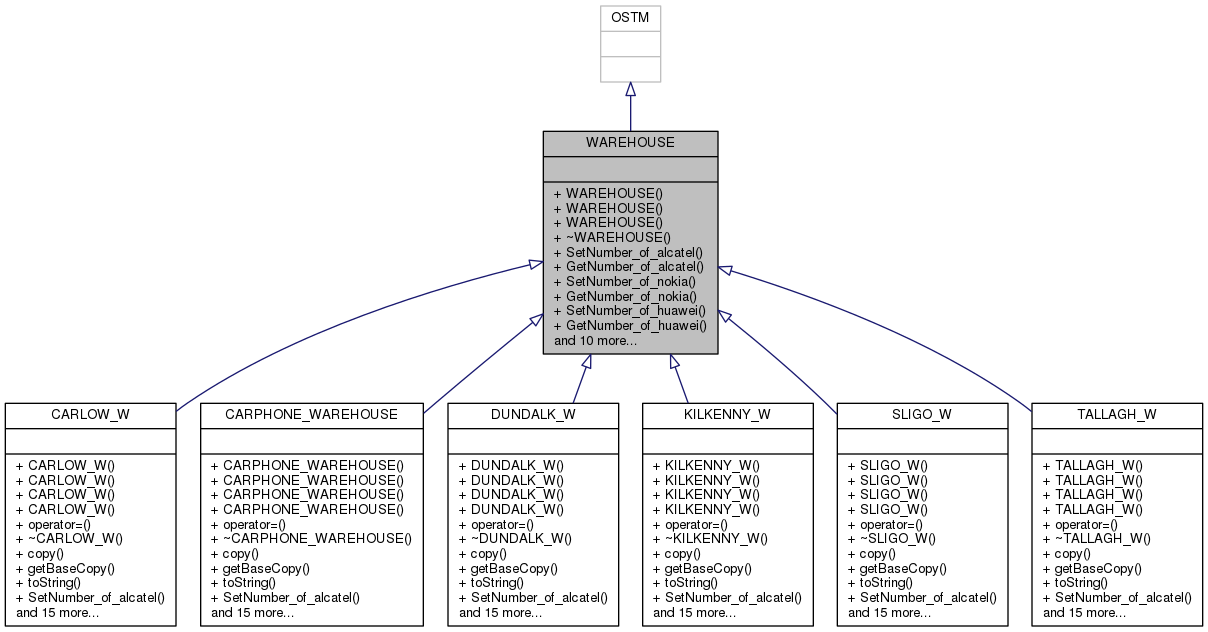 OSTM
WAREHOUSE
+ WAREHOUSE()
+ WAREHOUSE()
+ WAREHOUSE()
+ ~WAREHOUSE()
+ SetNumber_of_alcatel()
+ GetNumber_of_alcatel()
+ SetNumber_of_nokia()
+ GetNumber_of_nokia()
+ SetNumber_of_huawei()
+ GetNumber_of_huawei()
and 10 more...
CARLOW_W
+ CARLOW_W()
+ CARLOW_W()
+ CARLOW_W()
+ CARLOW_W()
+ operator=()
+ ~CARLOW_W()
+ copy()
+ getBaseCopy()
+ toString()
+ SetNumber_of_alcatel()
and 15 more...
CARPHONE_WAREHOUSE
+ CARPHONE_WAREHOUSE()
+ CARPHONE_WAREHOUSE()
+ CARPHONE_WAREHOUSE()
+ CARPHONE_WAREHOUSE()
+ operator=()
+ ~CARPHONE_WAREHOUSE()
+ copy()
+ getBaseCopy()
+ toString()
+ SetNumber_of_alcatel()
and 15 more...
DUNDALK_W
+ DUNDALK_W()
+ DUNDALK_W()
+ DUNDALK_W()
+ DUNDALK_W()
+ operator=()
+ ~DUNDALK_W()
+ copy()
+ getBaseCopy()
+ toString()
+ SetNumber_of_alcatel()
and 15 more...
KILKENNY_W
+ KILKENNY_W()
+ KILKENNY_W()
+ KILKENNY_W()
+ KILKENNY_W()
+ operator=()
+ ~KILKENNY_W()
+ copy()
+ getBaseCopy()
+ toString()
+ SetNumber_of_alcatel()
and 15 more...
SLIGO_W
+ SLIGO_W()
+ SLIGO_W()
+ SLIGO_W()
+ SLIGO_W()
+ operator=()
+ ~SLIGO_W()
+ copy()
+ getBaseCopy()
+ toString()
+ SetNumber_of_alcatel()
and 15 more...
TALLAGH_W
+ TALLAGH_W()
+ TALLAGH_W()
+ TALLAGH_W()
+ TALLAGH_W()
+ operator=()
+ ~TALLAGH_W()
+ copy()
+ getBaseCopy()
+ toString()
+ SetNumber_of_alcatel()
and 15 more...